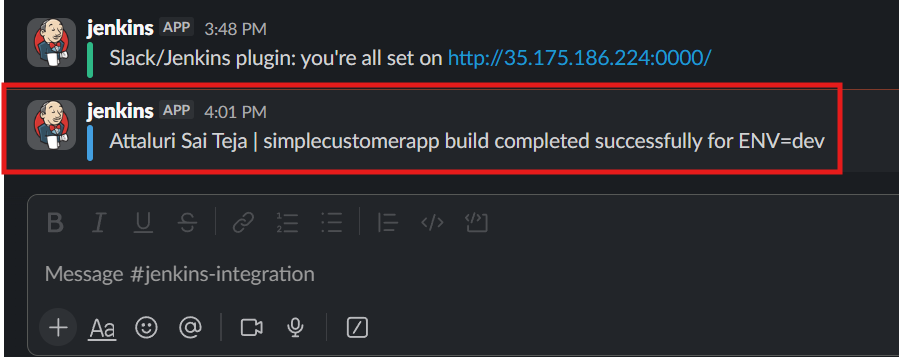 jenkins APP 3:48 PM
Slack/Jenkins plugin: you're all set on http://35.175.186.224:0000/
jenkins APP 4:01 PM
Attaluri Sai Teja | simplecustomerapp build completed successfully for ENV=dev
B I U S
Message #jenkins-integration
Aa